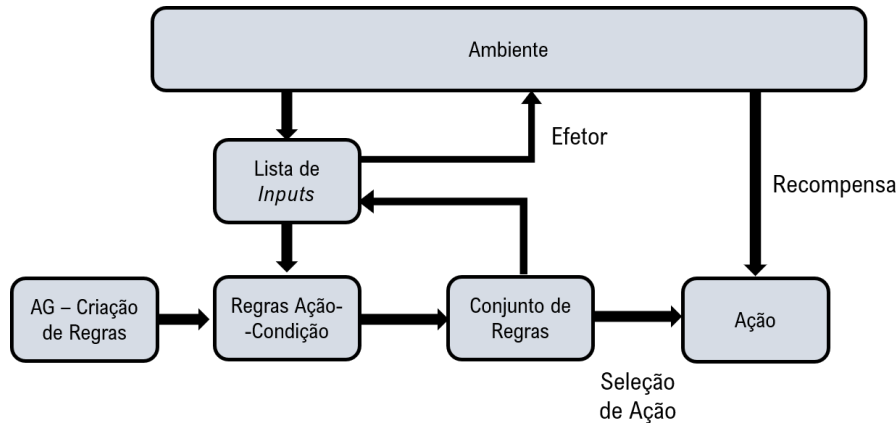 Ambiente
Efetor
Lista de
Inputs
Recompensa
AG – Criação
de Regras
Regras Ação-
-Condição
Conjunto de
Regras
Ação
Seleção
de Ação